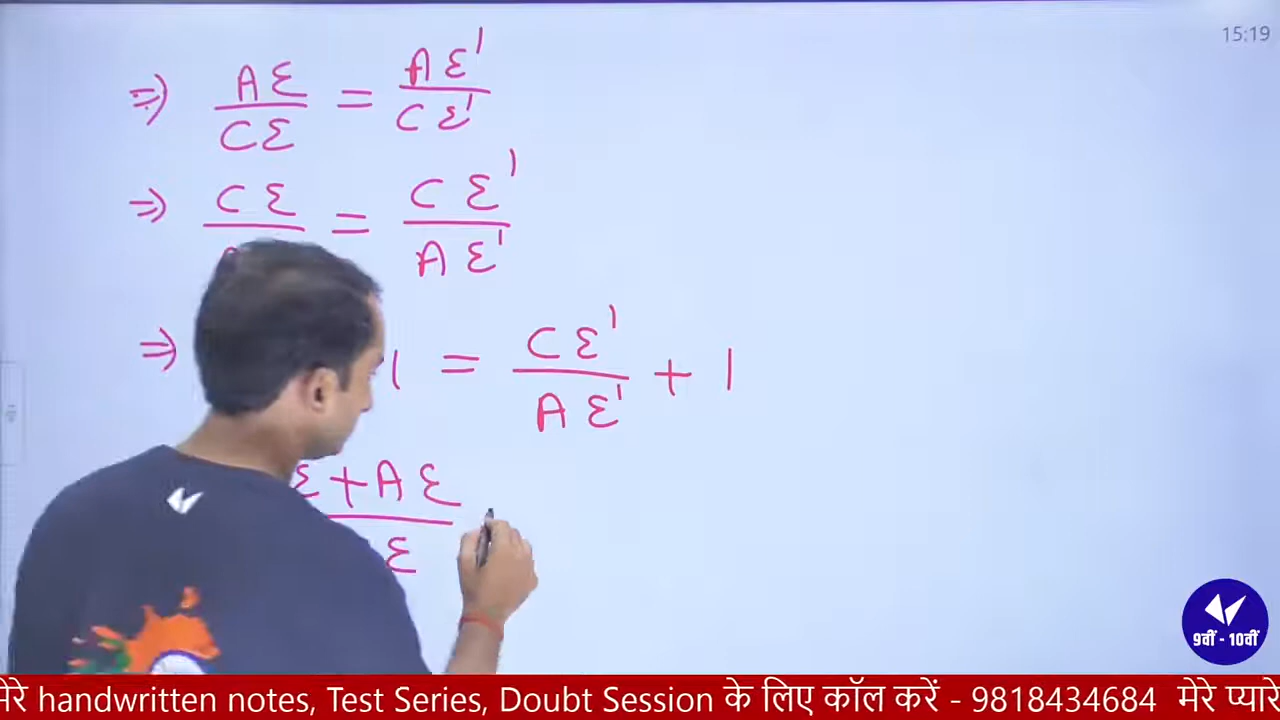 15:19
⇒ AE/CE = AE'/CE'
⇒ CE/ = CE'/AE'
⇒ 1 = CE'/AE' + 1
E + AE / E
9वीं - 10वीं
मेरे handwritten notes, Test Series, Doubt Session के लिए कॉल करें - 9818434684 मेरे प्यारे